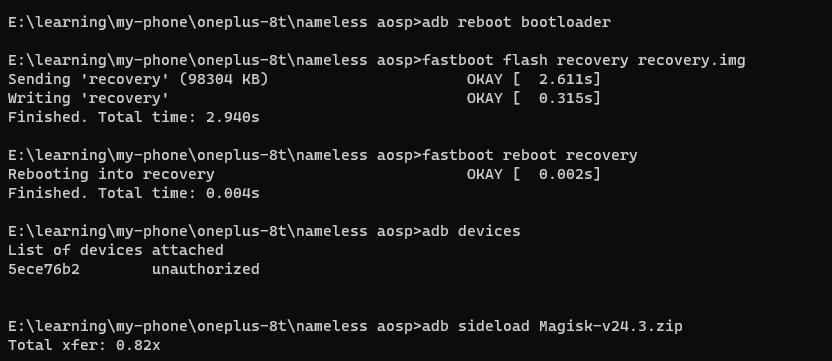 E:\learning\my-phone\oneplus-8t\nameless aosp>adb reboot bootloader
E:\learning\my-phone\oneplus-8t\nameless aosp>fastboot flash recovery recovery.img
Sending 'recovery' (98304 KB)                      OKAY [  2.611s]
Writing 'recovery'                                 OKAY [  0.315s]
Finished. Total time: 2.940s
E:\learning\my-phone\oneplus-8t\nameless aosp>fastboot reboot recovery
Rebooting into recovery                            OKAY [  0.002s]
Finished. Total time: 0.004s
E:\learning\my-phone\oneplus-8t\nameless aosp>adb devices
List of devices attached
5ece76b2        unauthorized
E:\learning\my-phone\oneplus-8t\nameless aosp>adb sideload Magisk-v24.3.zip
Total xfer: 0.82x